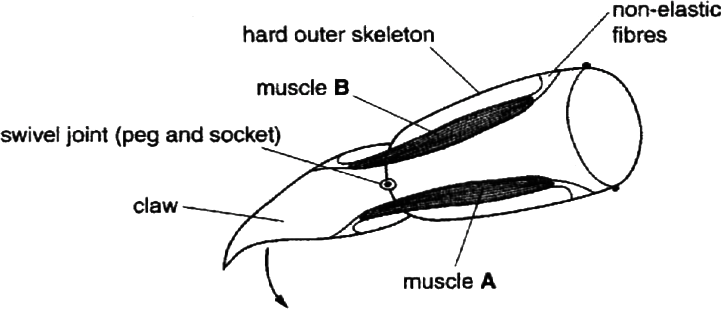 non-elastic
fibres
hard outer skeleton
muscle B
swivel joint (peg and socket)
claw
muscle A